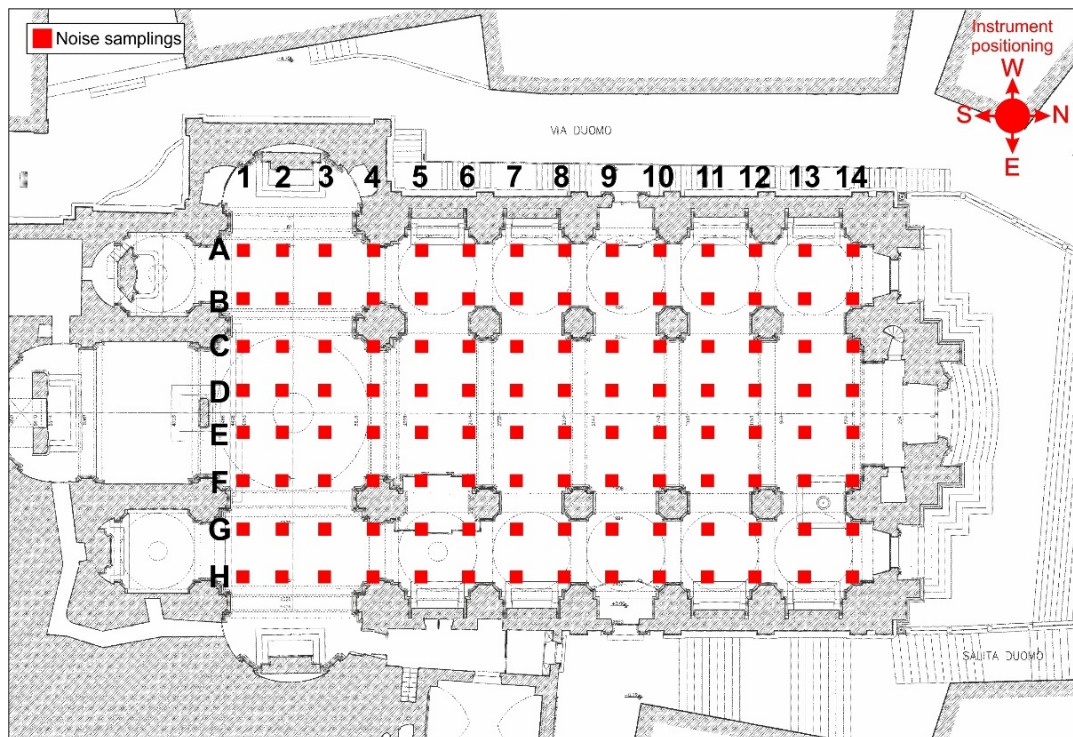 Noise samplings
Instrument
positioning
W
S N
E
VIA DUOMO
1 2 3 4 5 6 7 8 9 10 11 12 13 14
A
B
C
D
E
F
G
H
SALITA DUOMO